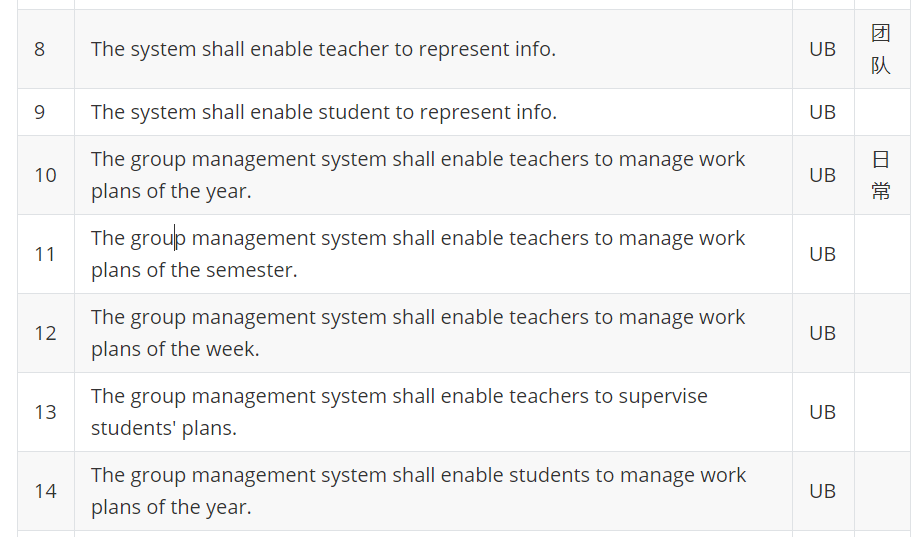 8 The system shall enable teacher to represent info. UB 团
队
9 The system shall enable student to represent info. UB
10 The group management system shall enable teachers to manage work
plans of the year. UB 日
常
11 The group management system shall enable teachers to manage work
plans of the semester. UB
12 The group management system shall enable teachers to manage work
plans of the week. UB
13 The group management system shall enable teachers to supervise
students' plans. UB
14 The group management system shall enable students to manage work
plans of the year. UB